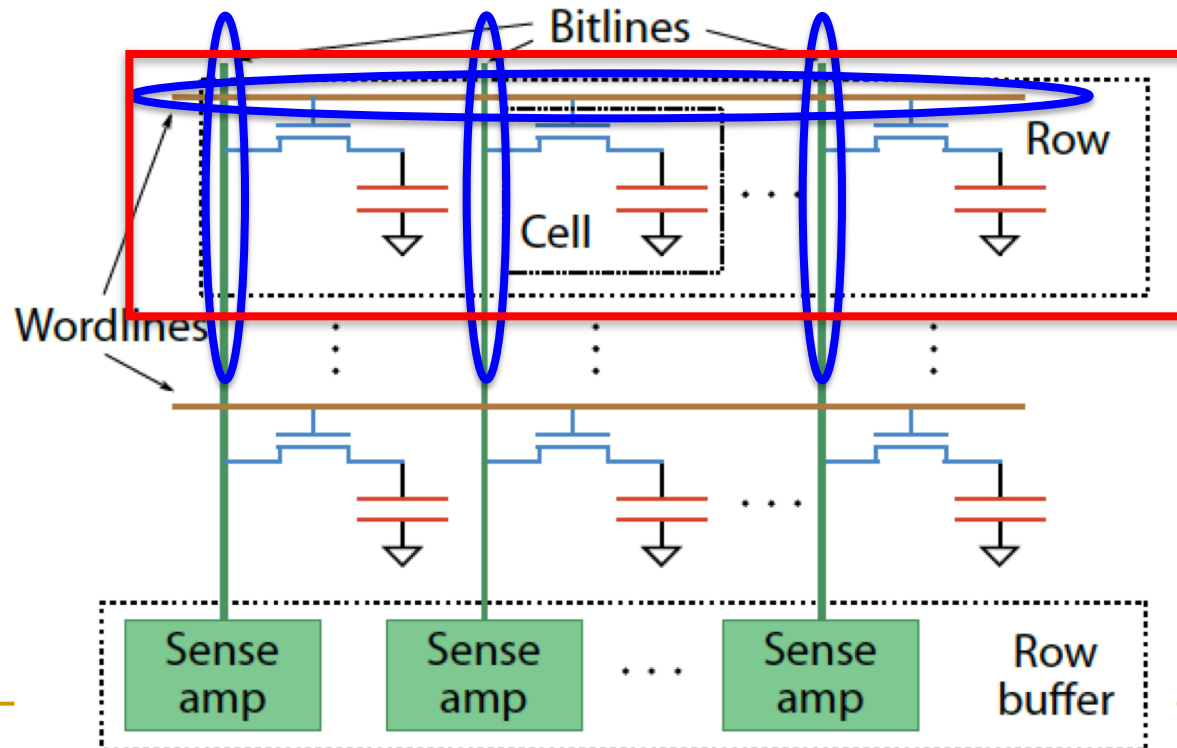 Bitlines
Row
Cell
Wordlines
Sense amp
Sense amp
Sense amp
Row buffer